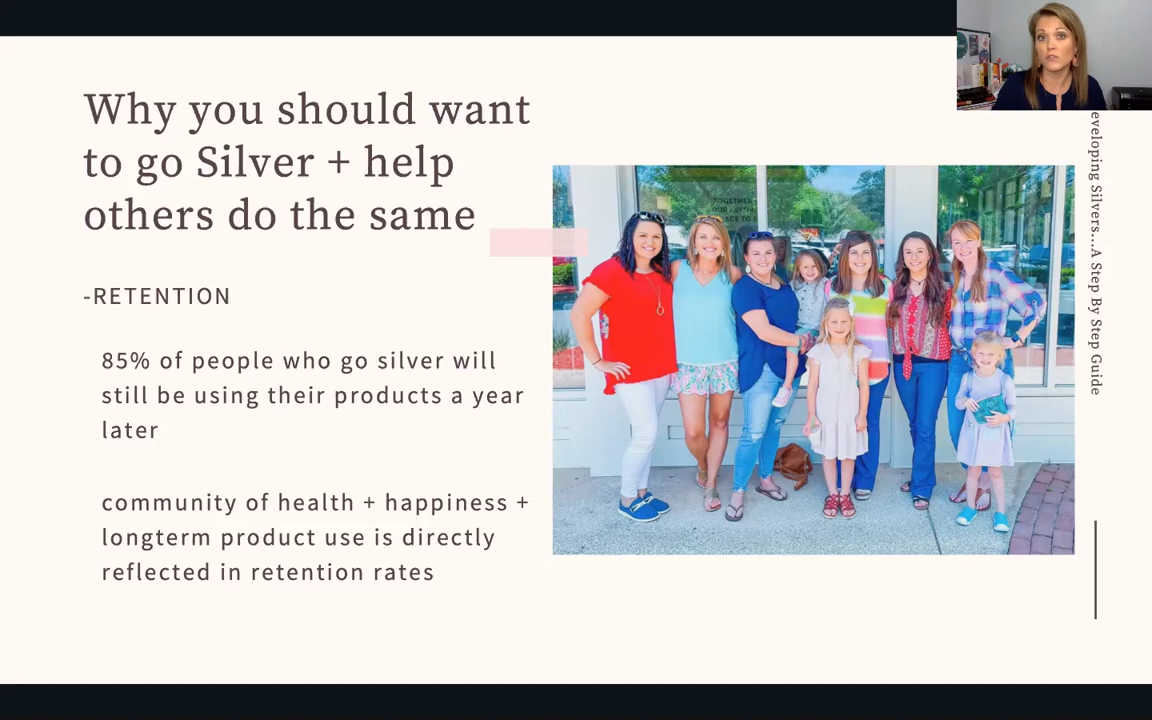 Why you should want
to go Silver + help
others do the same
-RETENTION
85% of people who go silver will
still be using their products a year
later
community of health + happiness +
longterm product use is directly
reflected in retention rates
TOGETHER
eveloping Silvers...A Step By Step Guide